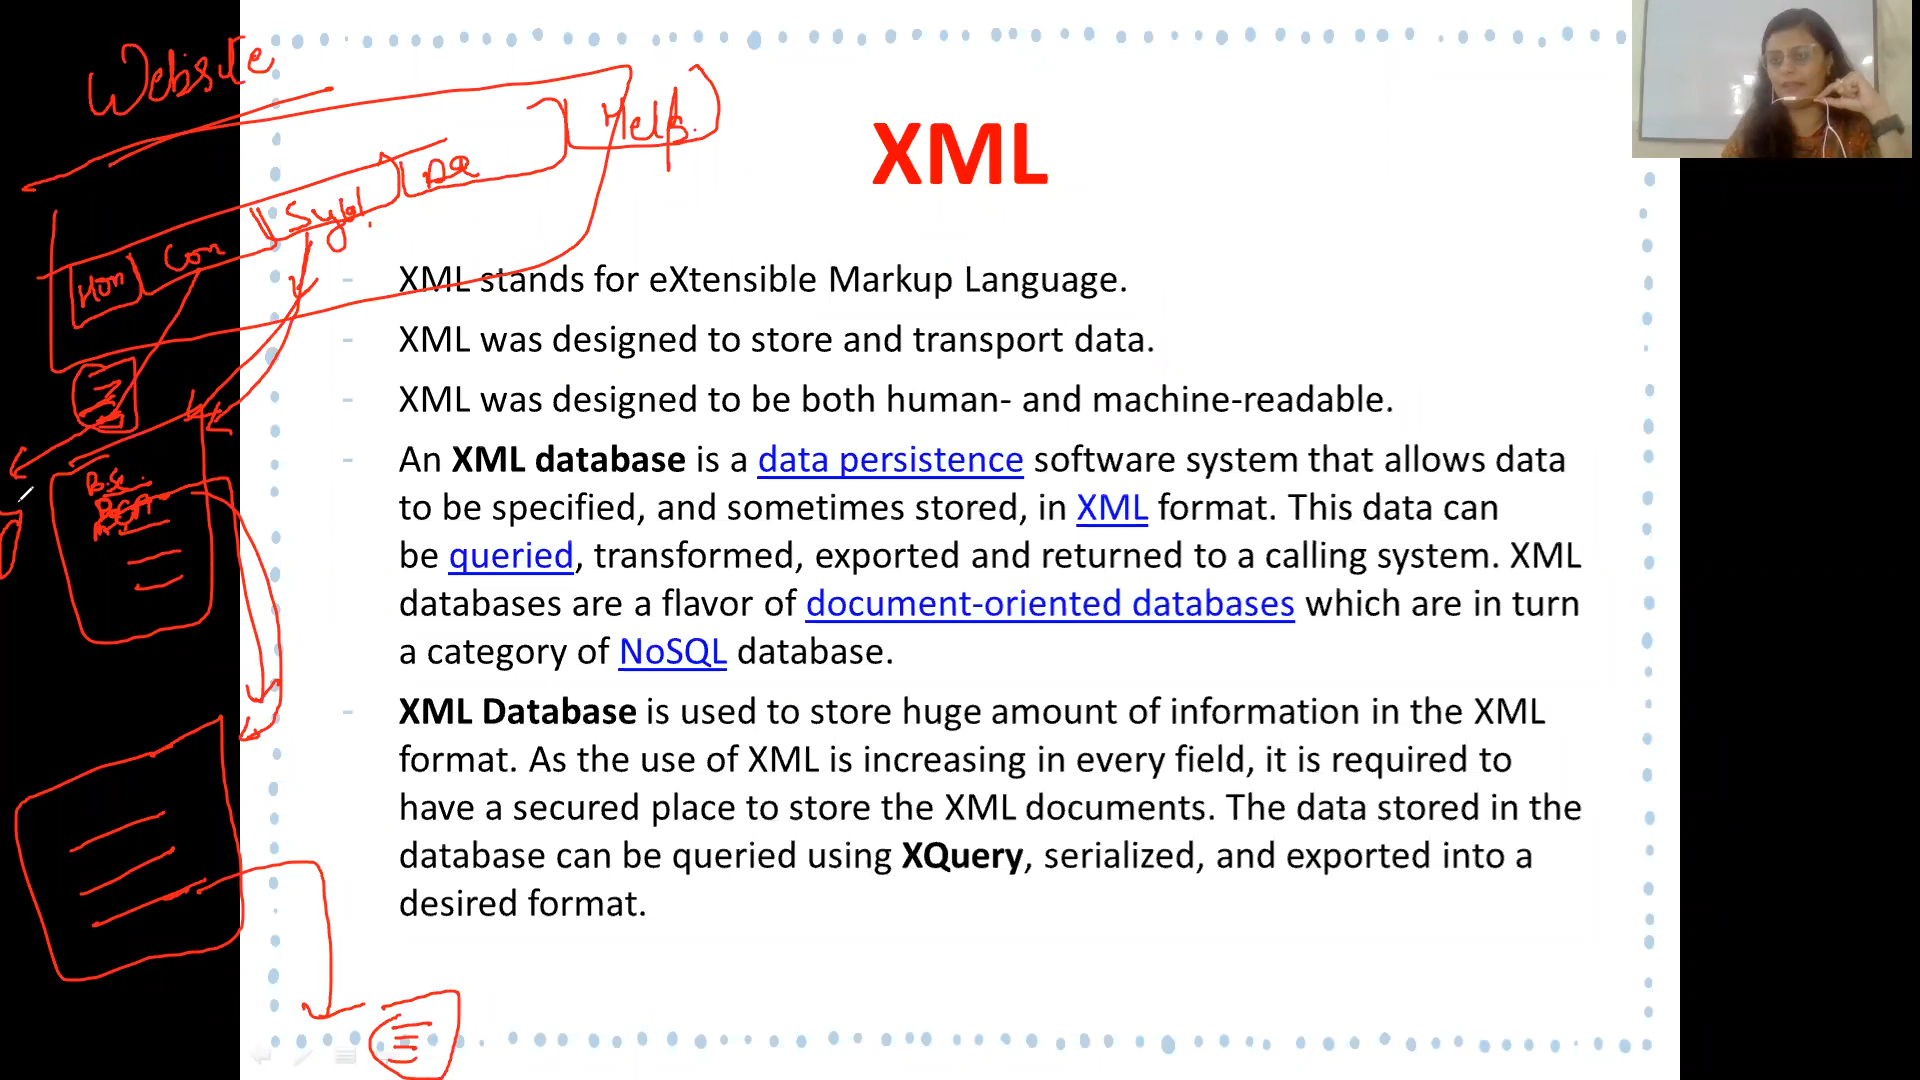 Website
Help.
Hom
Con
XML
- XML stands for eXtensible Markup Language.
- XML was designed to store and transport data.
- XML was designed to be both human- and machine-readable.
- An XML database is a data persistence software system that allows data
to be specified, and sometimes stored, in XML format. This data can
be queried, transformed, exported and returned to a calling system. XML
databases are a flavor of document-oriented databases which are in turn
a category of NoSQL database.
- XML Database is used to store huge amount of information in the XML
format. As the use of XML is increasing in every field, it is required to
have a secured place to store the XML documents. The data stored in the
database can be queried using XQuery, serialized, and exported into a
desired format.